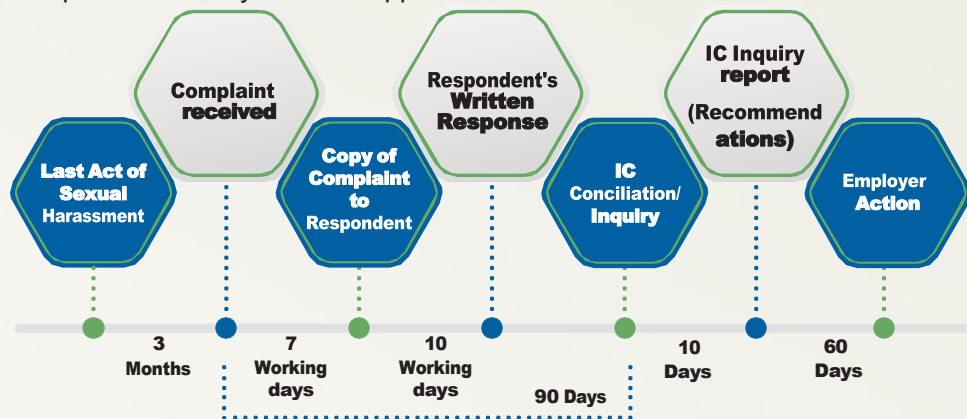 Complaint
received
Respondent's
Written
Response
IC Inquiry
report
(Recommend
ations)
Last Act of
Sexual
Harassment
Copy of
Complaint
to
Respondent
IC
Conciliation/
Inquiry
Employer
Action
3
Months
7
Working
days
10
Working
days
90 Days
10
Days
60
Days